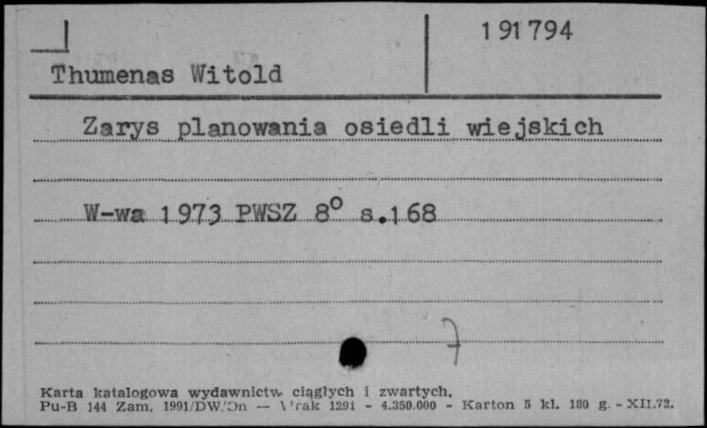 191794
Thumenas Witold
Zarys planowania osiedli wiejskich
W-wa 1973 PWSZ 8° s.168
Karta katalogowa wydawnictw ciągłych i zwartych.
Pu-B 144 Zam. 1991/DW/On — 1291 - 4.350.000 - Karton 5 kl. 180 g. - XII.72.